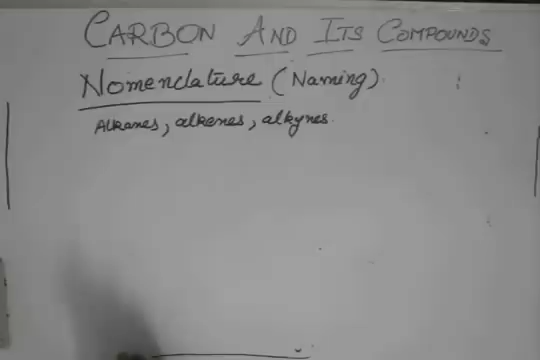 CARBON AND ITS COMPOUNDS
Nomenclature (Naming)
Alkanes, alkenes, alkynes.